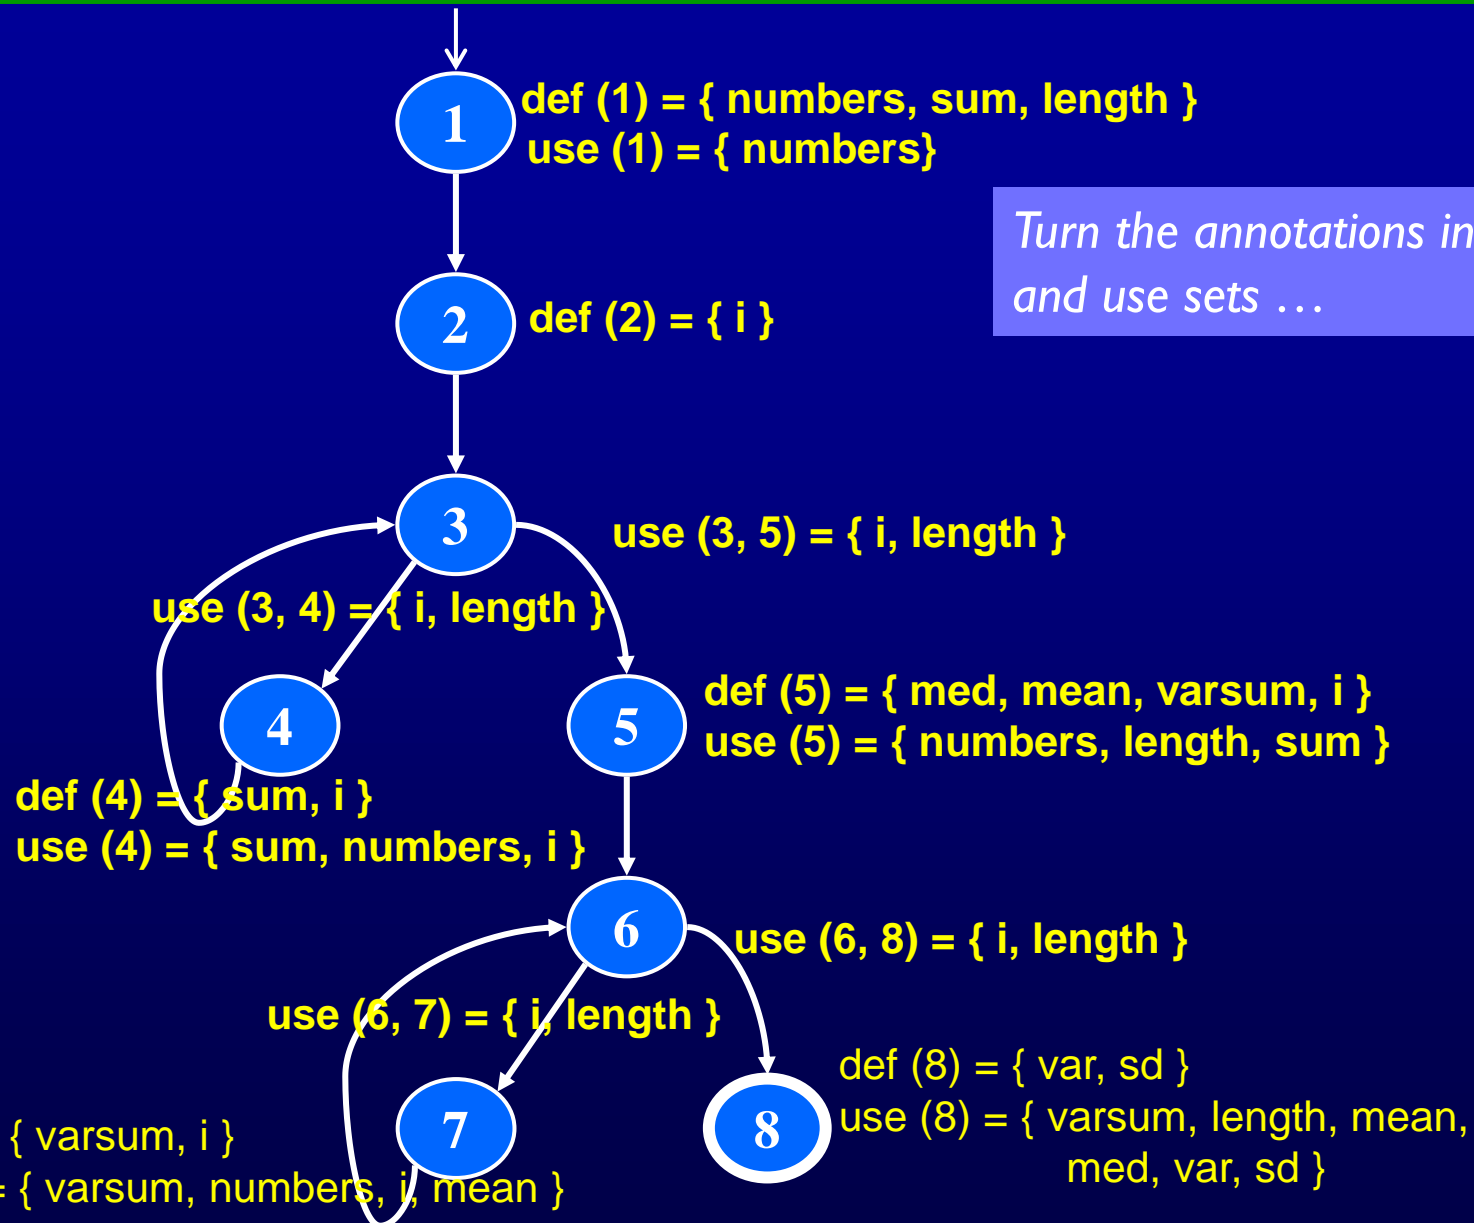 1
def (1) = { numbers, sum, length }
use (1) = { numbers}
Turn the annotations in
and use sets …
2
def (2) = { i }
3
use (3, 5) = { i, length }
use (3, 4) = { i, length }
4
5
def (5) = { med, mean, varsum, i }
use (5) = { numbers, length, sum }
def (4) = { sum, i }
use (4) = { sum, numbers, i }
6
use (6, 8) = { i, length }
use (6, 7) = { i, length }
7
8
def (8) = { var, sd }
use (8) = { varsum, length, mean,
med, var, sd }
{ varsum, i }
= { varsum, numbers, i, mean }